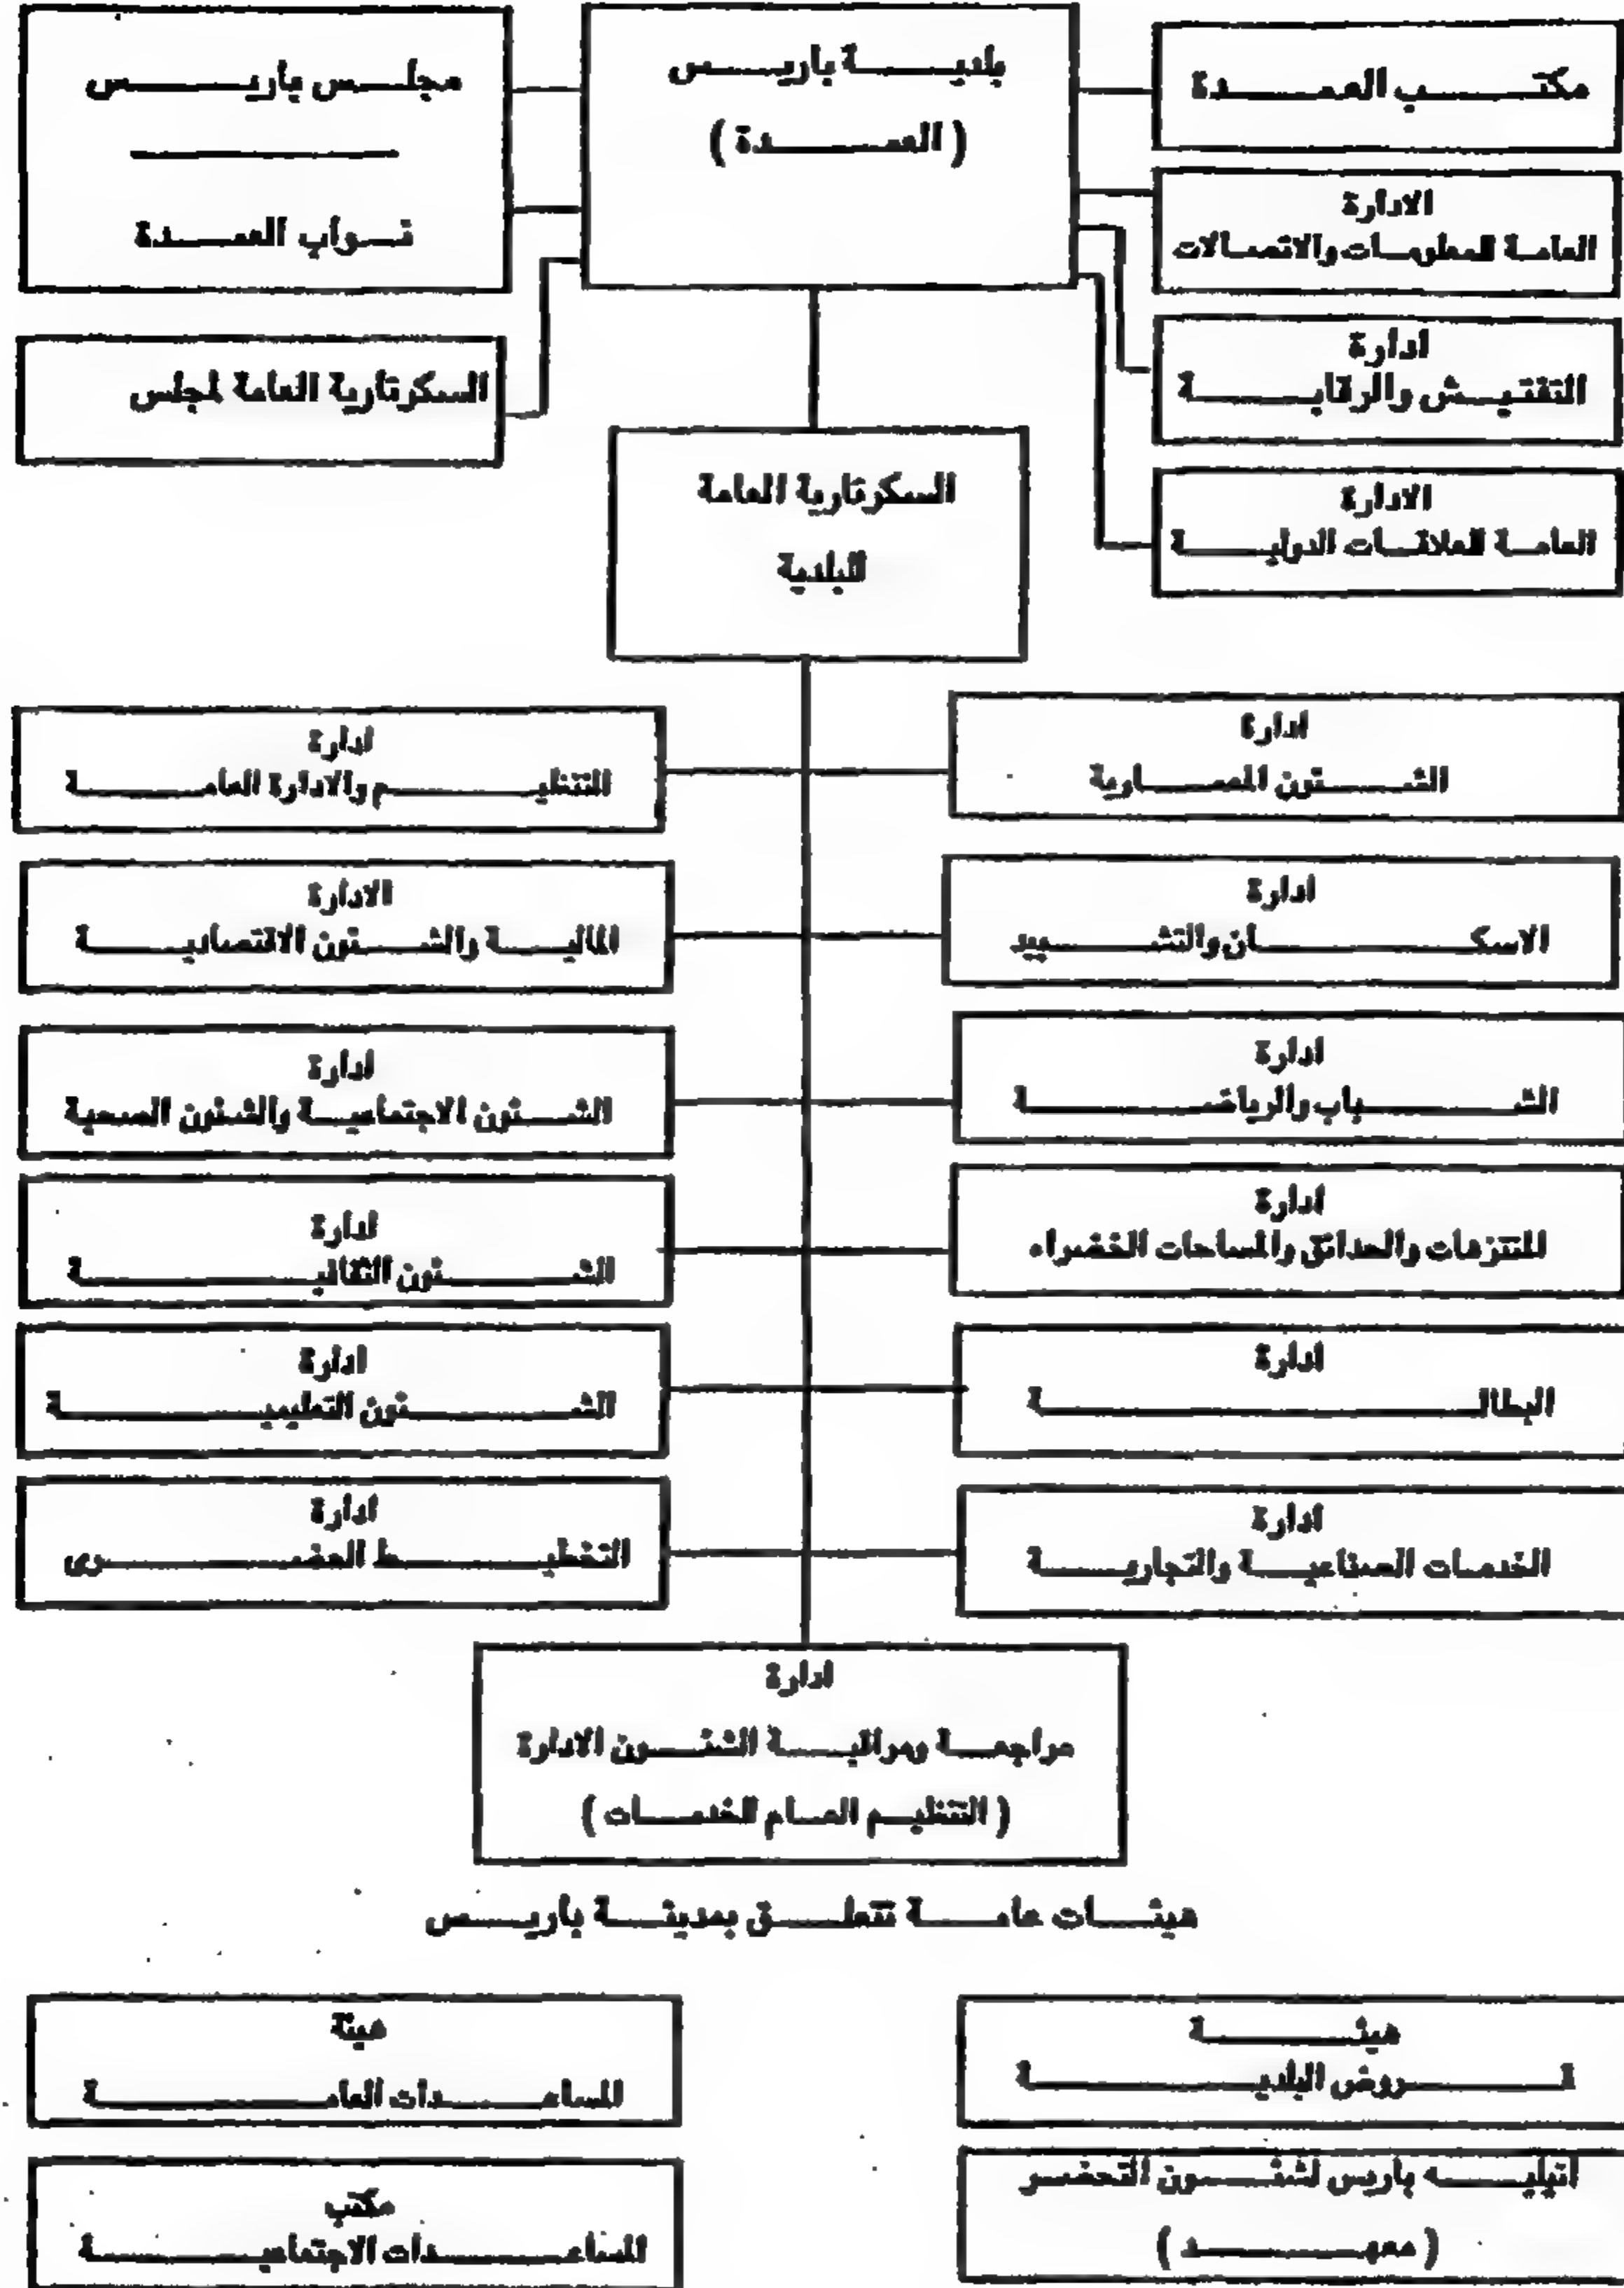 مكتب العمدة
بلدية باريس
( العمدة )
مجلس باريس
نواب العمدة
الادارة
العامة للمعلومات والاتصالات
ادارة
التفتيش والرقابة
السكرتارية العامة لمجلس
الادارة
العامة للعلاقات الدولية
السكرتارية العامة
للبلدية
ادارة
الشئون المعمارية
ادارة
التنظيم والادارة العامة
ادارة
الاسكان والتشييد
الادارة
المالية والشئون الاقتصادية
ادارة
الشباب والرياضة
ادارة
الشئون الاجتماعية والشئون الصحية
ادارة
المنتزهات والحدائق والمساحات الخضراء
ادارة
الشئون الثقافية
ادارة
البطالة
ادارة
الشئون التعليمية
ادارة
الخدمات الصناعية والتجارية
ادارة
التخطيط الحضرى
ادارة
مراجعة ومراقبة الشئون الادارة
( التنظيم العام للخدمات )
هيئات عامة تتعلق بمدينة باريس
هيئة
قروض البلدية
هيئة
المساعدات العامة
اتيليه باريس لشئون التحضر
( معهد )
مكتب
المساعدات الاجتماعية